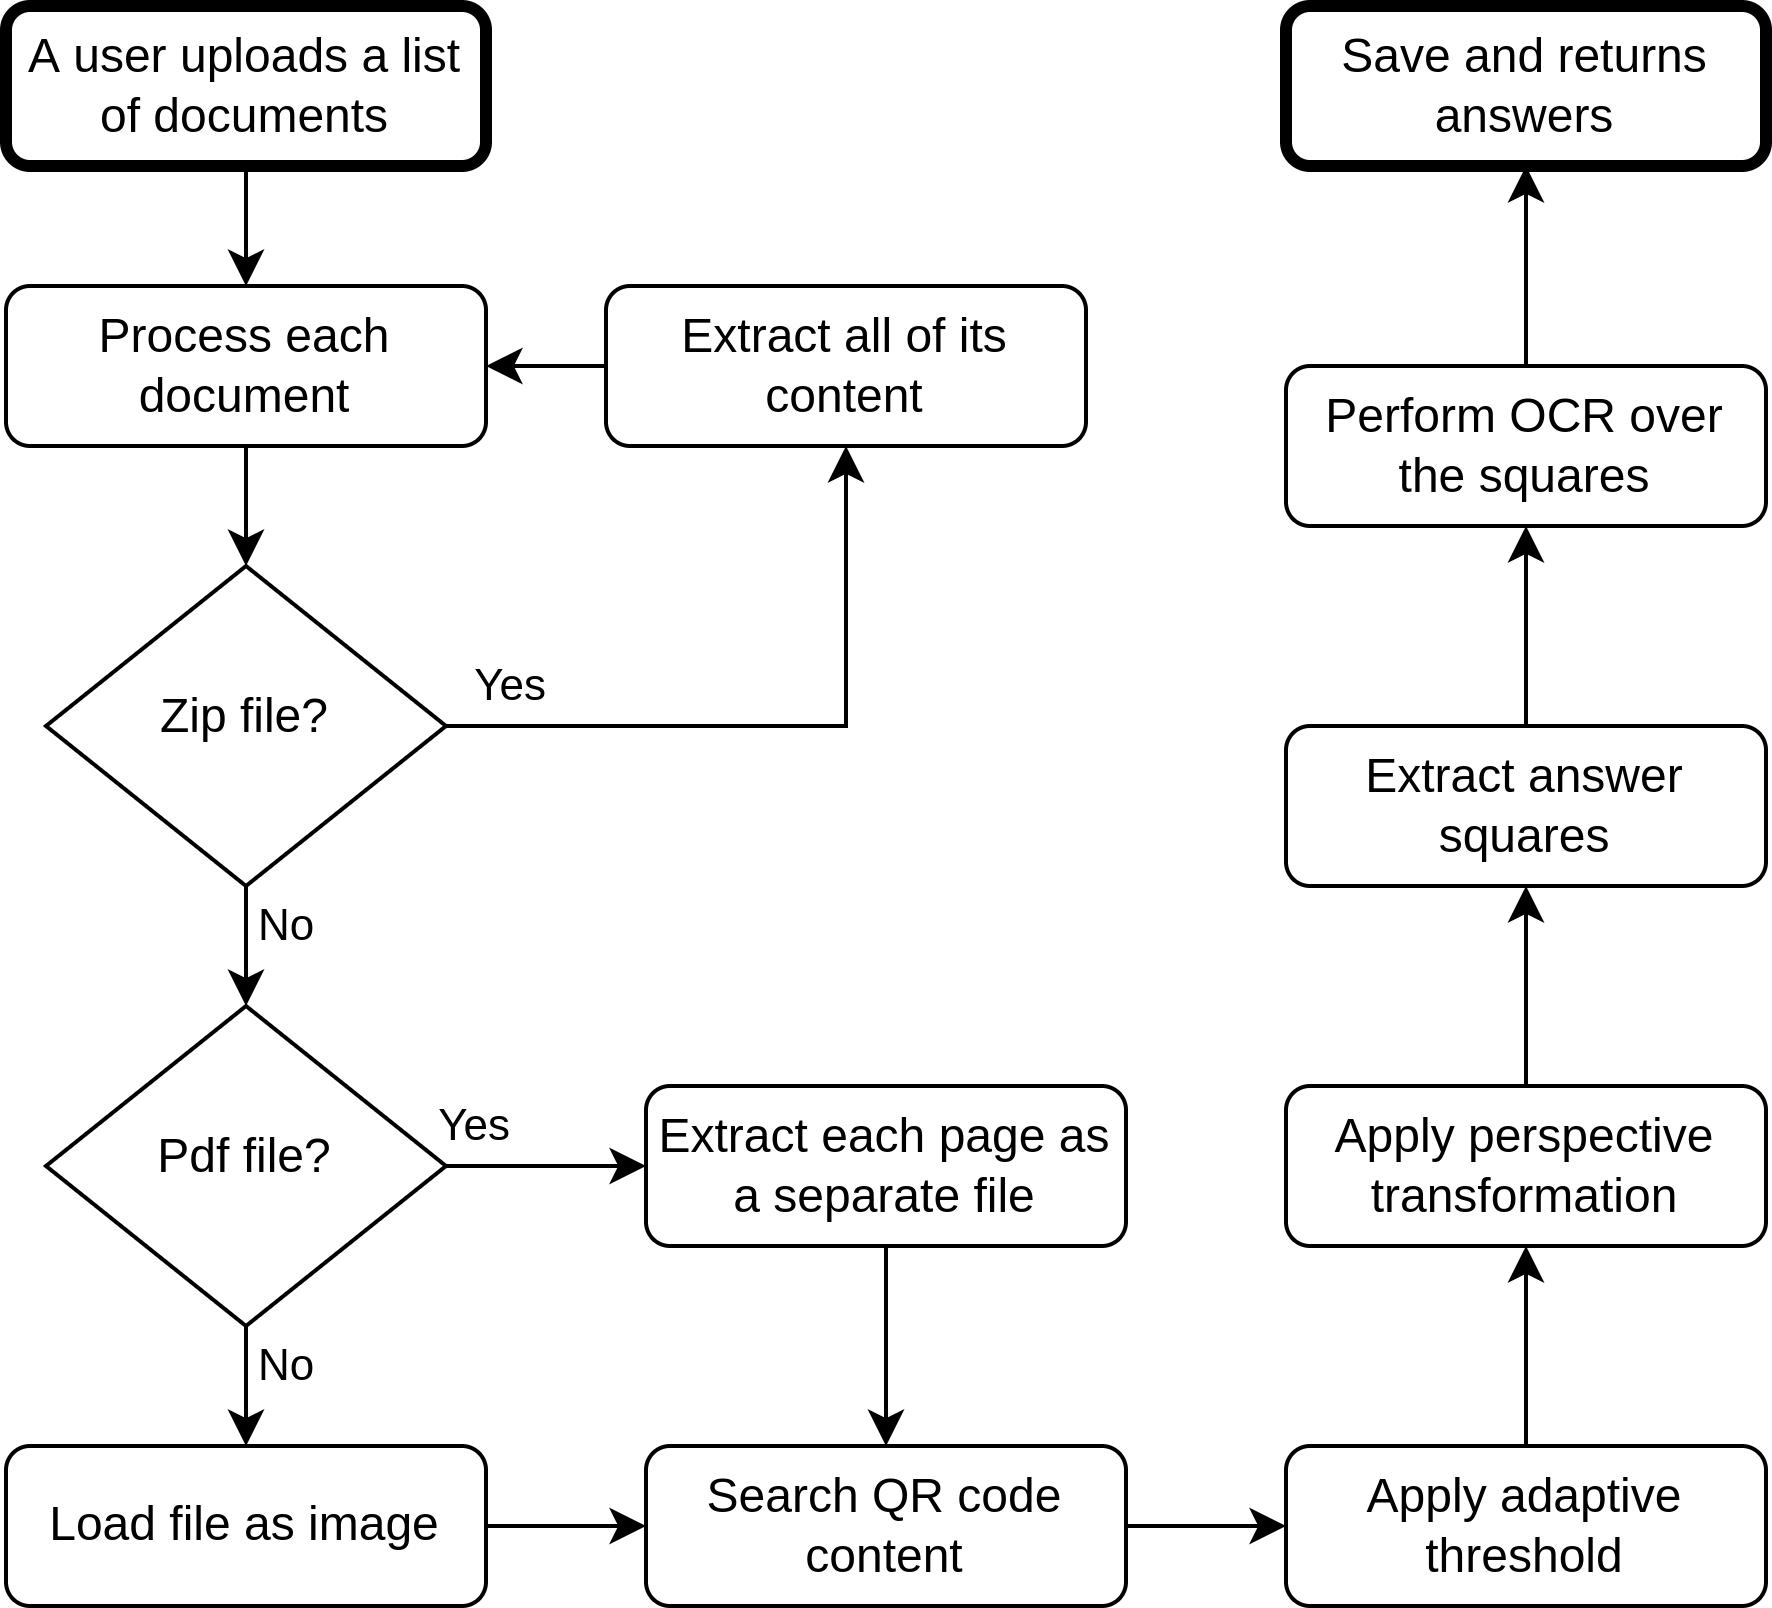 A user uploads a list
of documents
Process each
document
Extract all of its
content
Zip file?
Yes
No
Pdf file?
Yes
Extract each page as
a separate file
No
Load file as image
Search QR code
content
Apply adaptive
threshold
Apply perspective
transformation
Extract answer
squares
Perform OCR over
the squares
Save and returns
answers